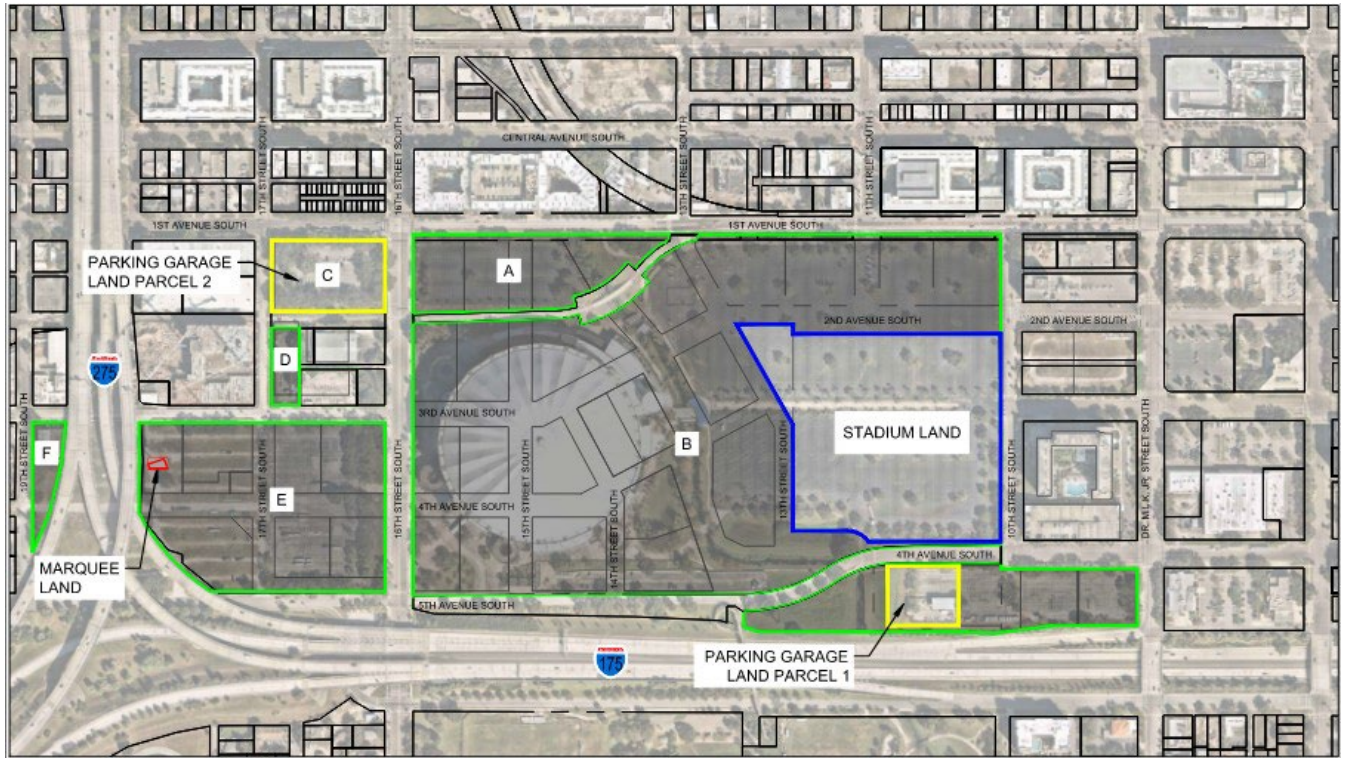 CENTRAL AVENUE SOUTH
17TH STREET SOUTH
16TH STREET SOUTH
13TH STREET SOUTH
11TH STREET SOUTH
1ST AVENUE SOUTH
1ST AVENUE SOUTH
PARKING GARAGE
LAND PARCEL 2
C
A
2ND AVENUE SOUTH
2ND AVENUE SOUTH
D
275
3RD AVENUE SOUTH
STADIUM LAND
B
F
19TH STREET SOUTH
E
17TH STREET SOUTH
16TH STREET SOUTH
4TH AVENUE SOUTH
15TH STREET SOUTH
14TH STREET SOUTH
13TH STREET SOUTH
10TH STREET SOUTH
DR. M.L.K. JR. STREET SOUTH
MARQUEE
LAND
4TH AVENUE SOUTH
5TH AVENUE SOUTH
PARKING GARAGE
LAND PARCEL 1
175